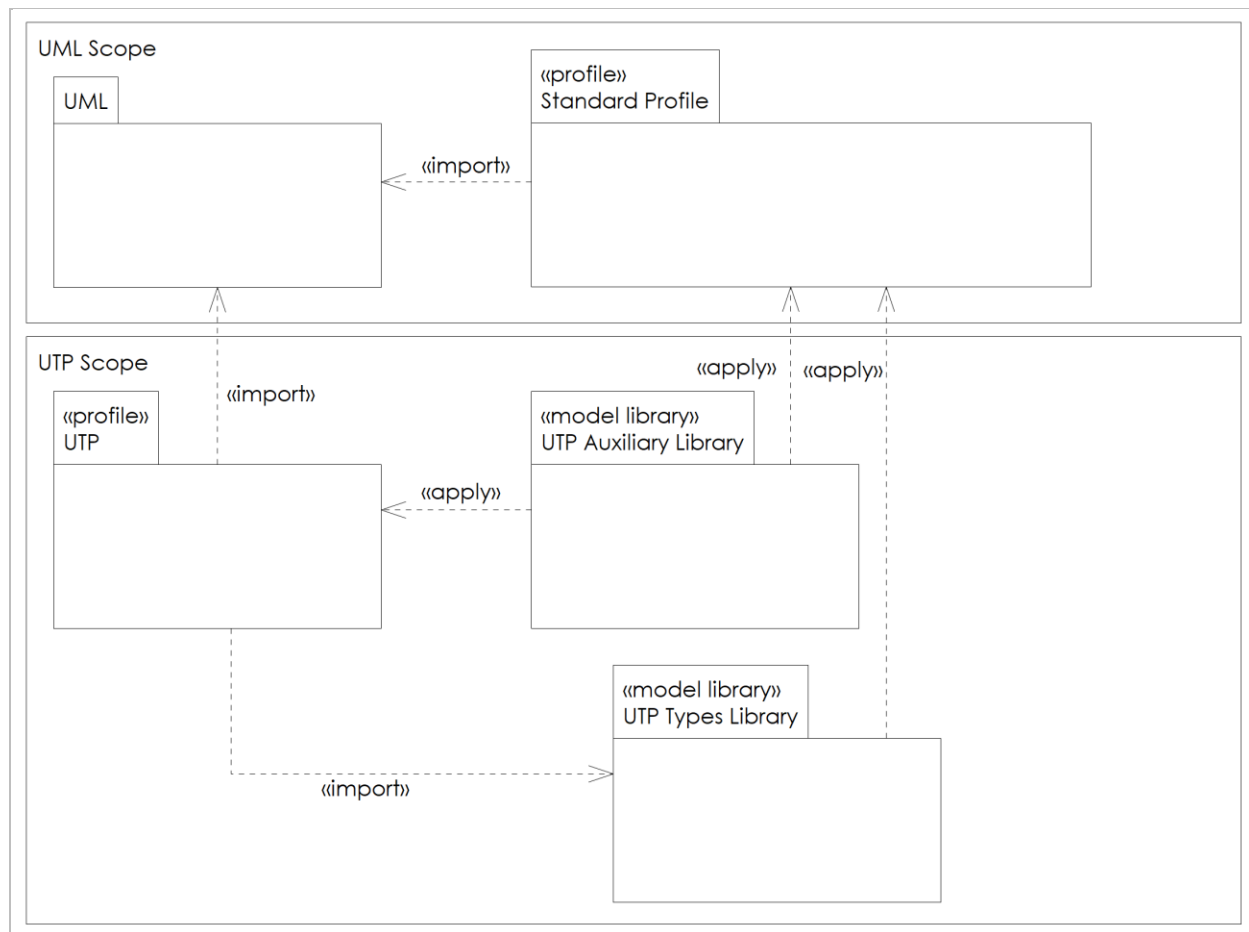 UML Scope
UML
«profile»
Standard Profile
«import»
UTP Scope
«import»
«apply»
«apply»
«profile»
UTP
«model library»
UTP Auxiliary Library
«apply»
«model library»
UTP Types Library
«import»